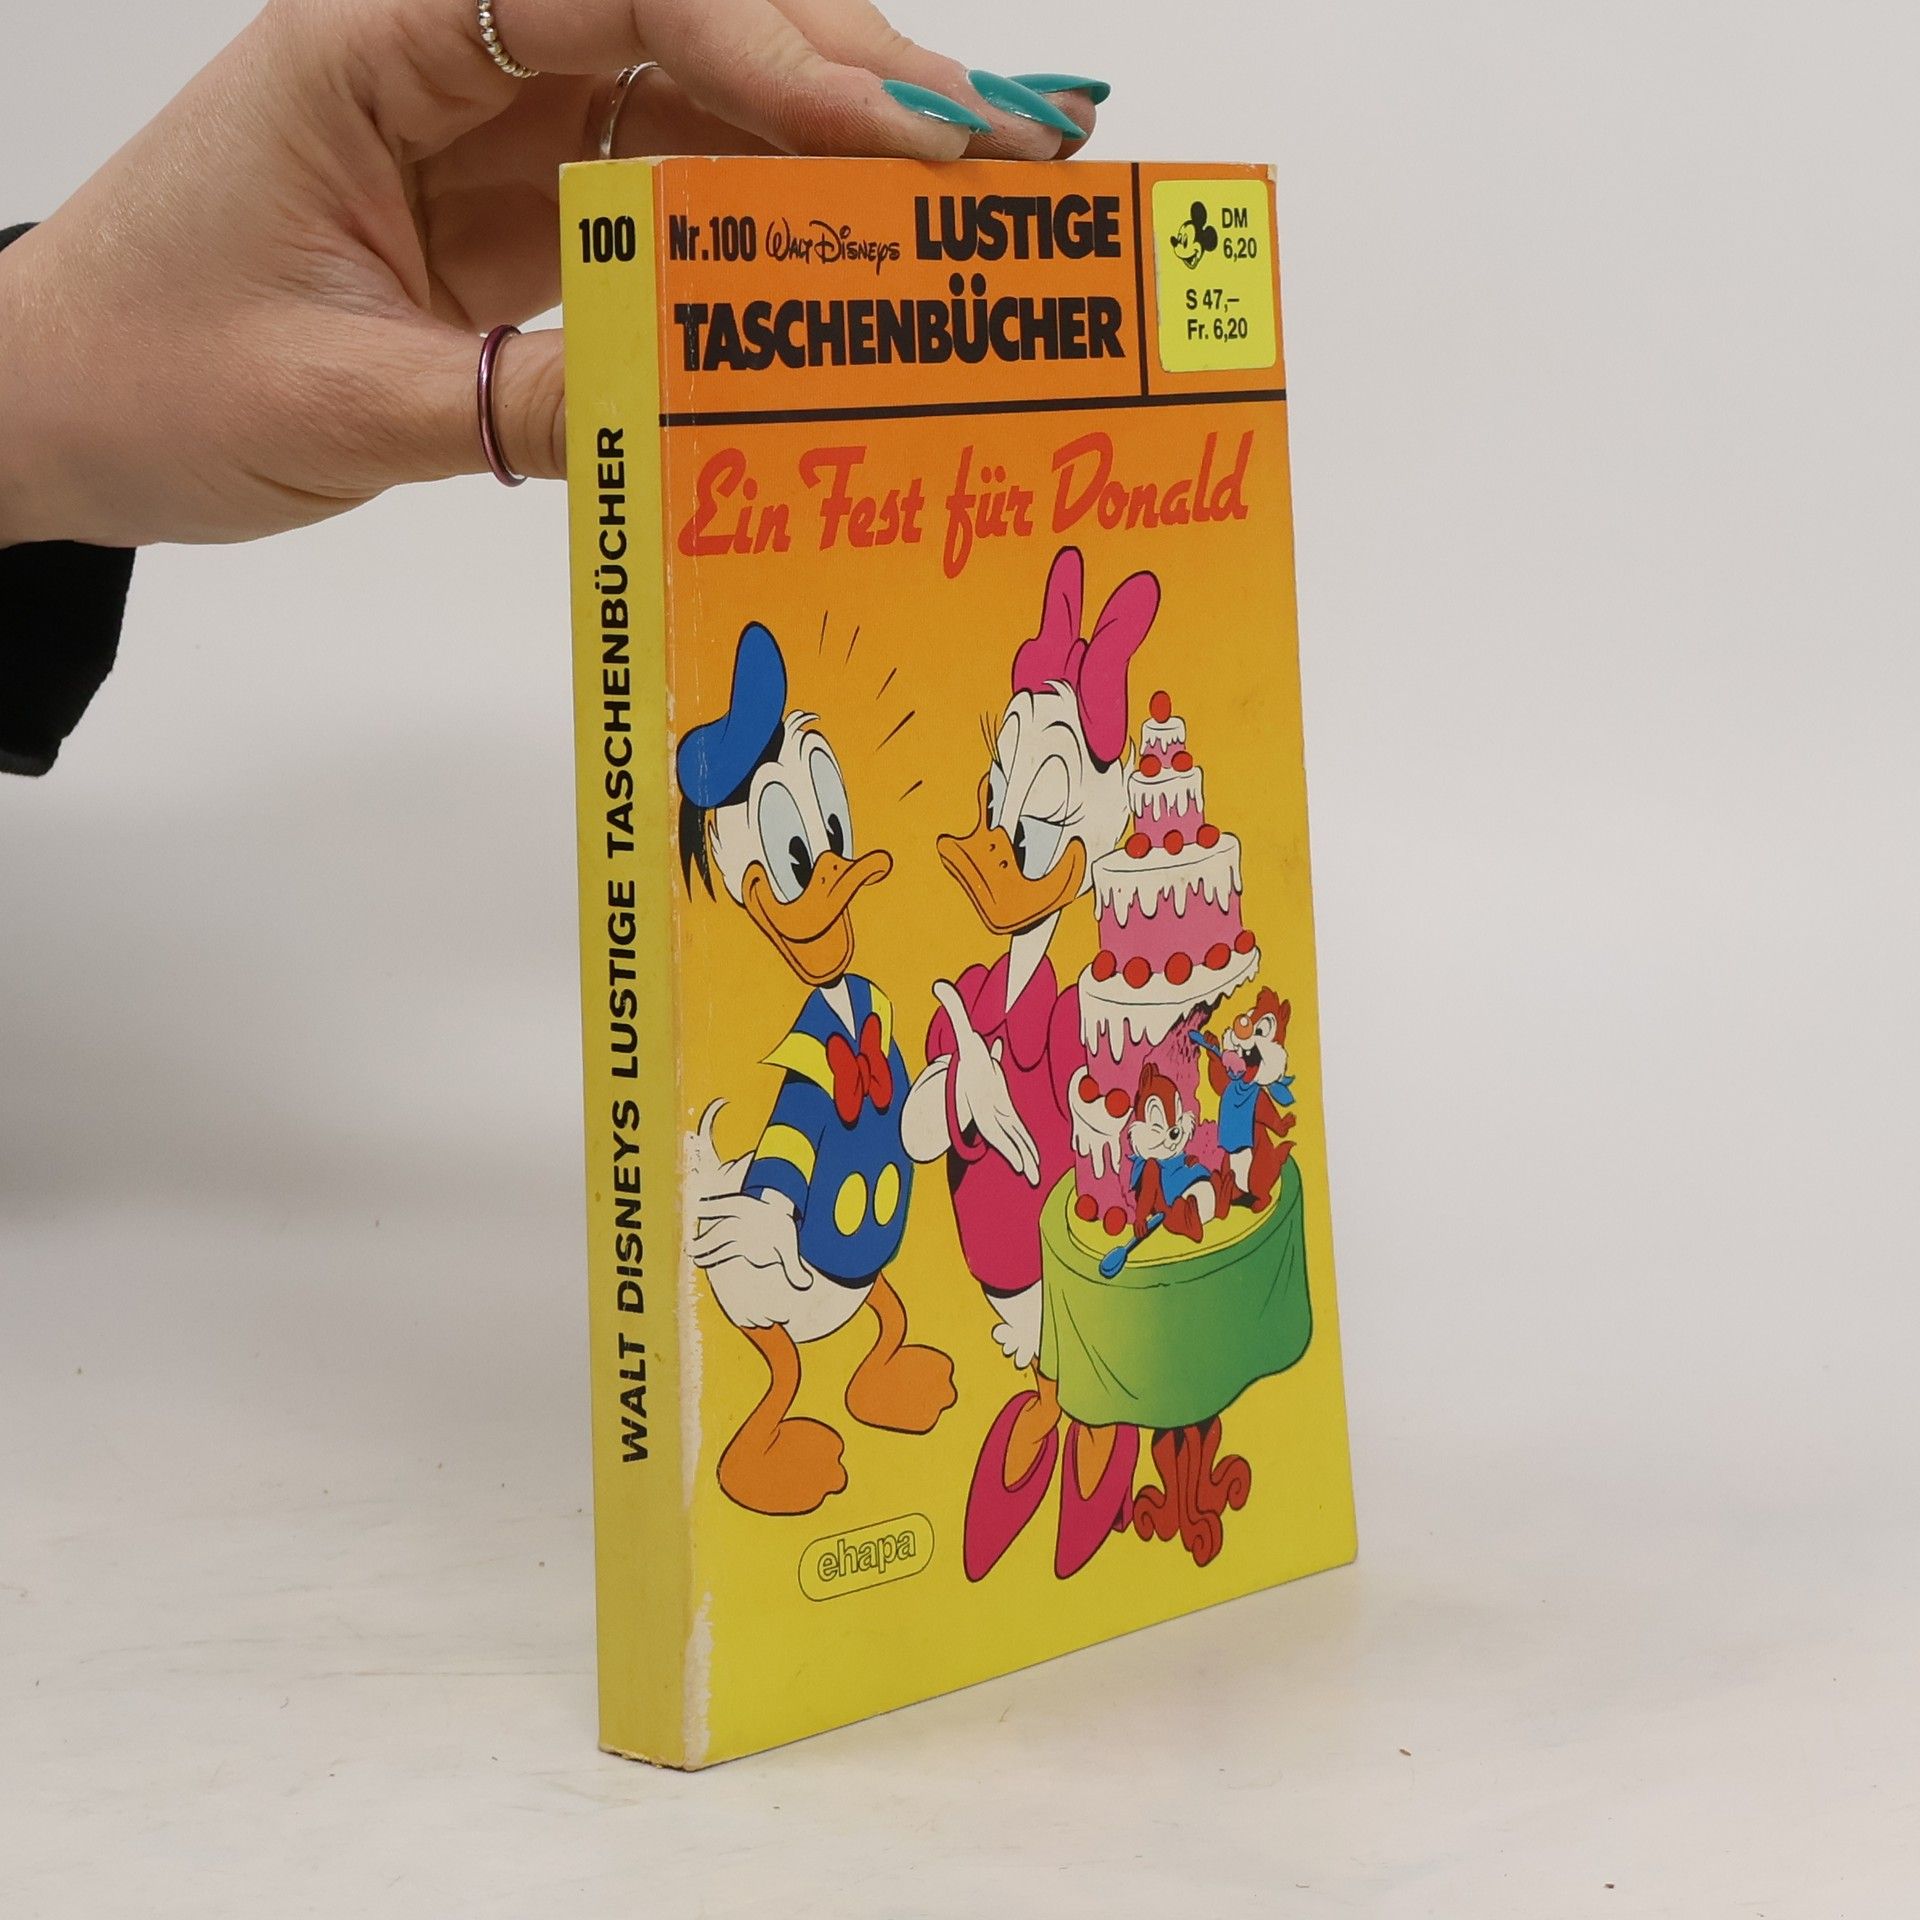 100
WALT DISNEYS LUSTIGE TASCHENBÜCHER
Nr.100 WALT DISNEYS LUSTIGE
TASCHENBÜCHER
DM
6,20
S 47,–
Fr. 6,20
Ein Fest für Donald
ehapa